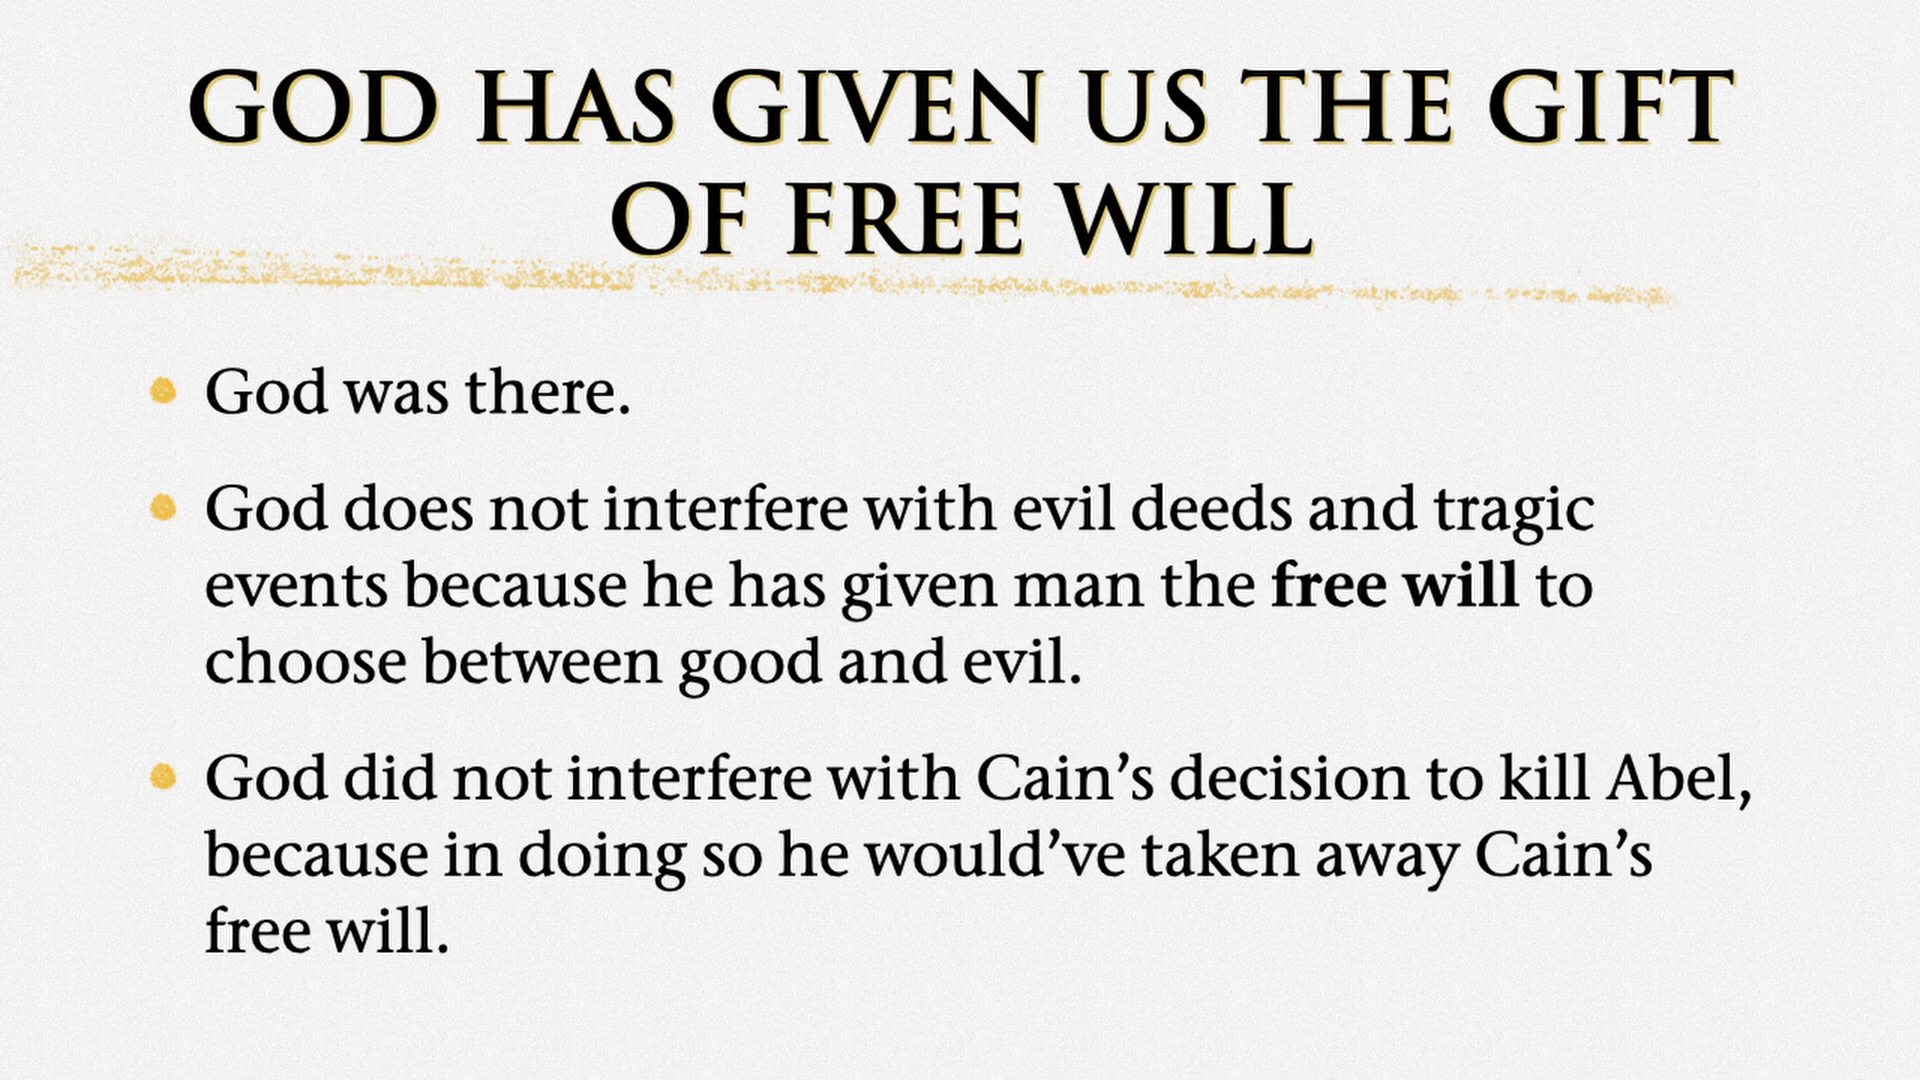 GOD HAS GIVEN US THE GIFT
OF FREE WILL
God was there.
God does not interfere with evil deeds and tragic
events because he has given man the free will to
choose between good and evil.
God did not interfere with Cain’s decision to kill Abel,
because in doing so he would’ve taken away Cain’s
free will.